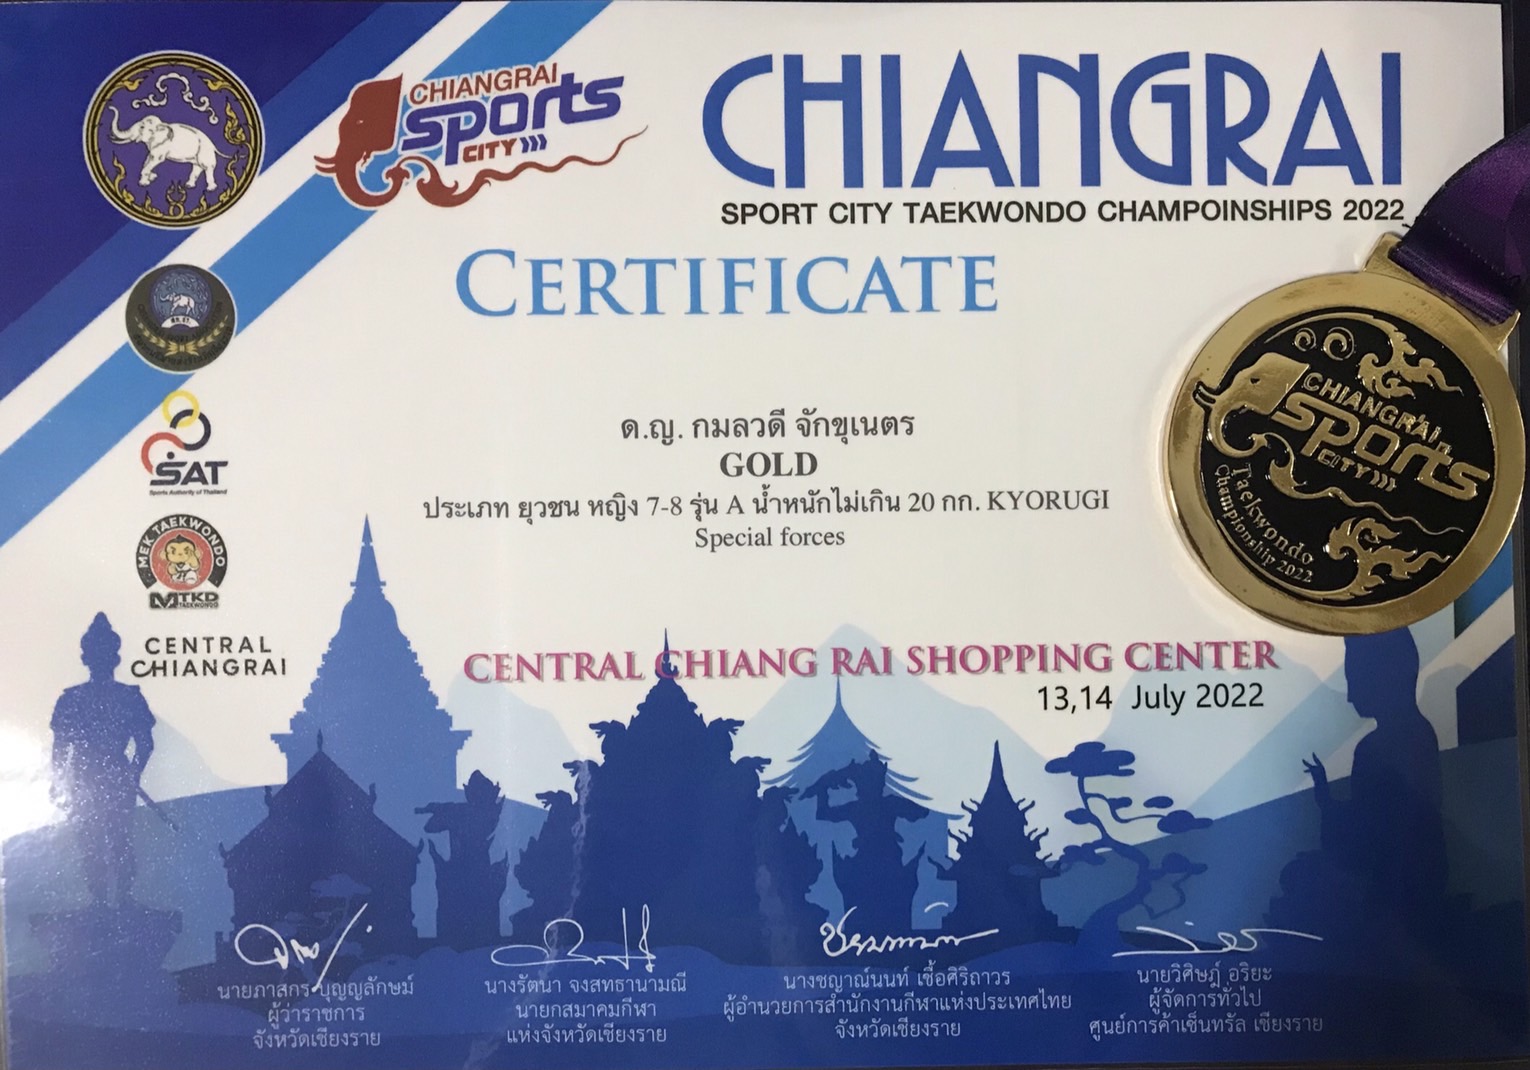 CHIANGRAI
SPORTS
CITY
CHIANGRAI
SPORT CITY TAEKWONDO CHAMPOINSHIPS 2022
CERTIFICATE
SAT
Sports Authority of Thailand
MEK TAEKWONDO
MTKD
TAEKWONDO
CENTRAL
CHIANGRAI
ด.ญ. กมลวดี จักขุเนตร
GOLD
ประเภท ยุวชน หญิง 7-8 รุ่น A น้ำหนักไม่เกิน 20 กก. KYORUGI
Special forces
CHIANGRAI
SPORTS
CITY
Taekwondo
Championship 2022
CENTRAL CHIANG RAI SHOPPING CENTER
13,14 July 2022
นายภาสกร บุญญลักษม์
ผู้ว่าราชการ
จังหวัดเชียงราย
นางรัตนา จงสุทธานามณี
นายกสมาคมกีฬา
แห่งจังหวัดเชียงราย
นางชญาณ์นนท์ เชื้อศิริถาวร
ผู้อำนวยการสำนักงานกีฬาแห่งประเทศไทย
จังหวัดเชียงราย
นายวิศิษฎ์ อริยะ
ผู้จัดการทั่วไป
ศูนย์การค้าเซ็นทรัล เชียงราย